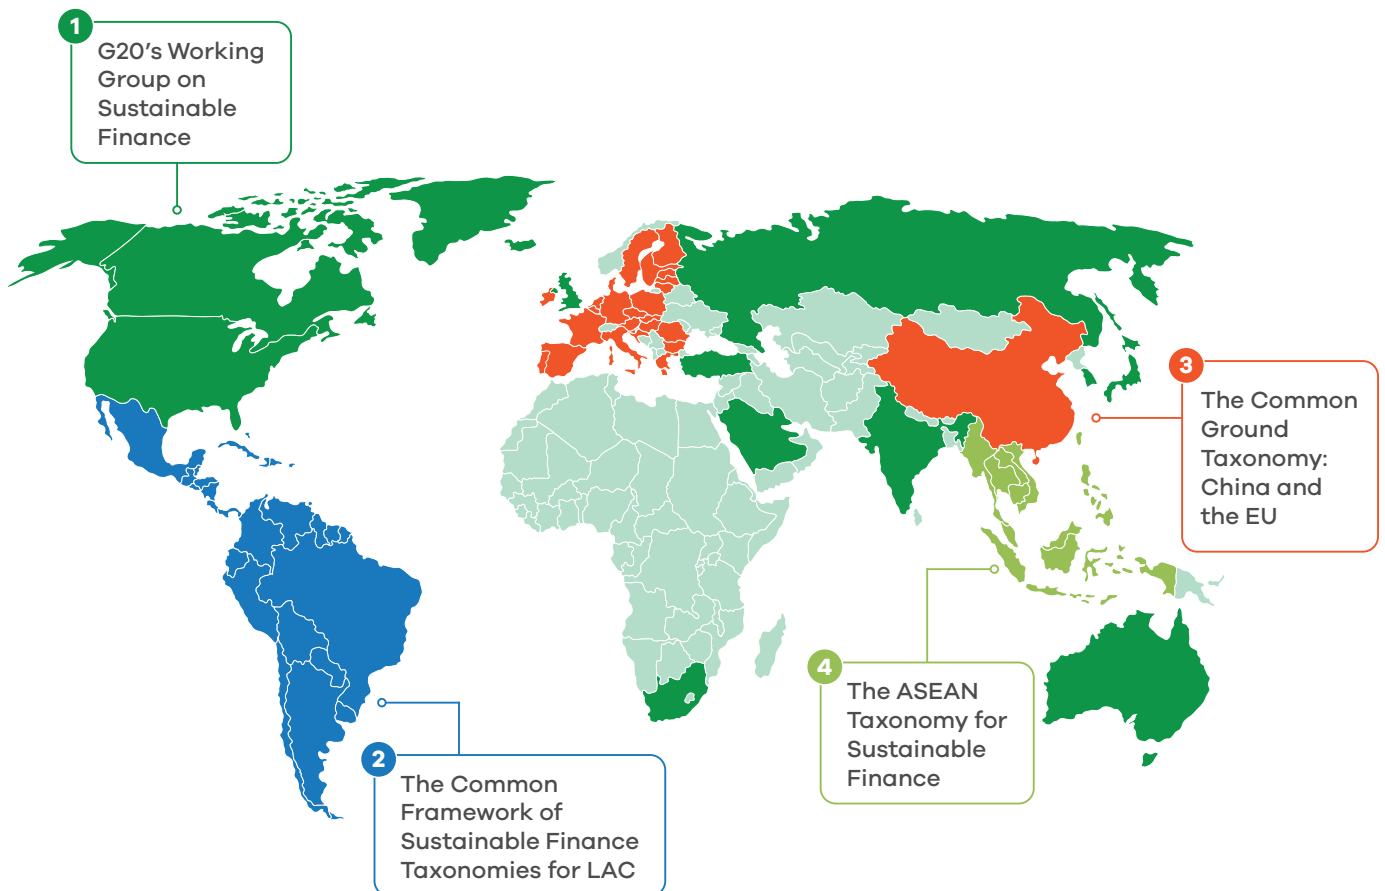 1
G20's Working
Group on
Sustainable
Finance
2
The Common
Framework of
Sustainable Finance
Taxonomies for LAC
3
The Common
Ground
Taxonomy:
China and
the EU
4
The ASEAN
Taxonomy for
Sustainable
Finance